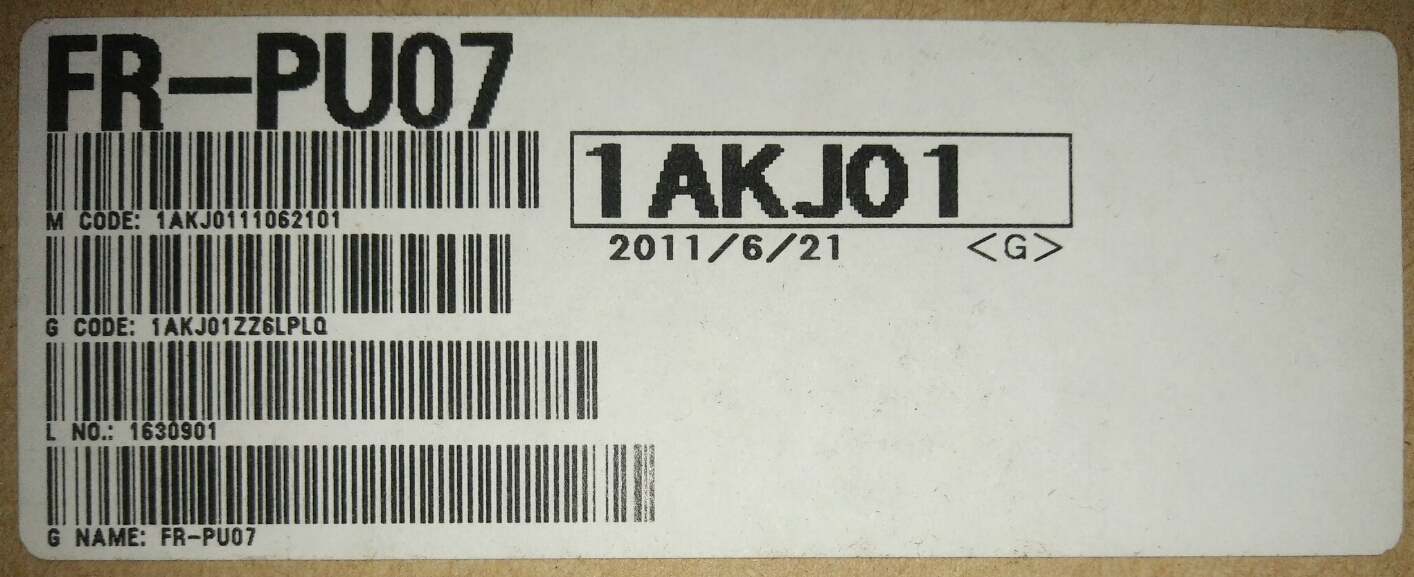 FR-PU07
1AKJ01
M CODE: 1AKJ0111062101
2011/6/21 <G>
G CODE: 1AKJ01ZZ6LPLQ
L NO.: 1630901
G NAME: FR-PU07